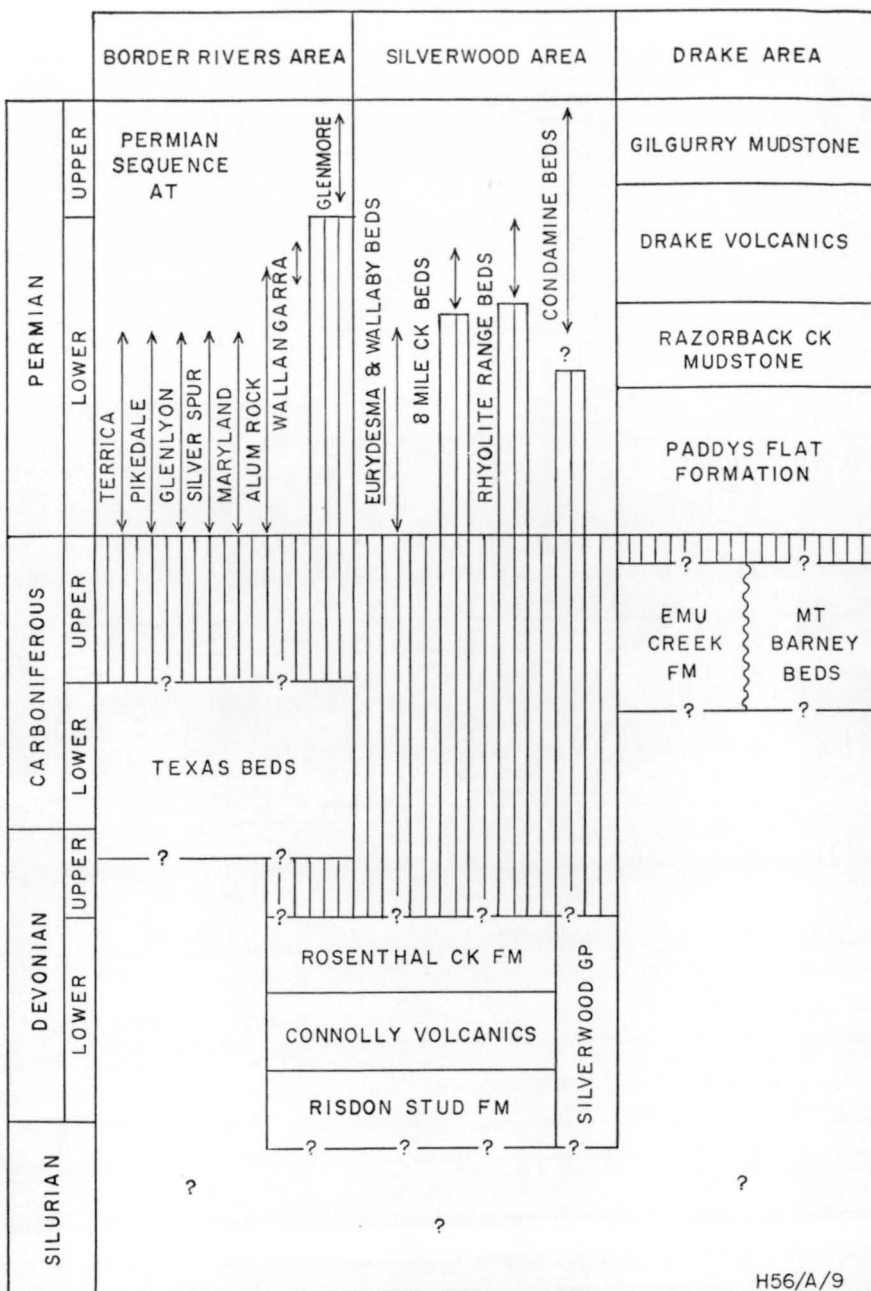 BORDER RIVERS AREA
SILVERWOOD AREA
DRAKE AREA
PERMIAN
UPPER
LOWER
PERMIAN
SEQUENCE
AT
TERRICA
PIKEDALE
GLENLYON
SILVER SPUR
MARYLAND
ALUM ROCK
WALLANGARRA
GLENMORE
EURYDESMA & WALLABY BEDS
8 MILE CK BEDS
RHYOLITE RANGE BEDS
CONDAMINE BEDS
?
GILGURRY MUDSTONE
DRAKE VOLCANICS
RAZORBACK CK
MUDSTONE
PADDYS FLAT
FORMATION
CARBONIFEROUS
UPPER
LOWER
? ?
? ?
EMU
CREEK
FM
MT
BARNEY
BEDS
? ?
TEXAS BEDS
? ?
DEVONIAN
UPPER
LOWER
? ? ? ?
ROSENTHAL CK FM
CONNOLLY VOLCANICS
RISDON STUD FM
SILVERWOOD GP
? ? ? ?
SILURIAN
? ?
?
H56/A/9